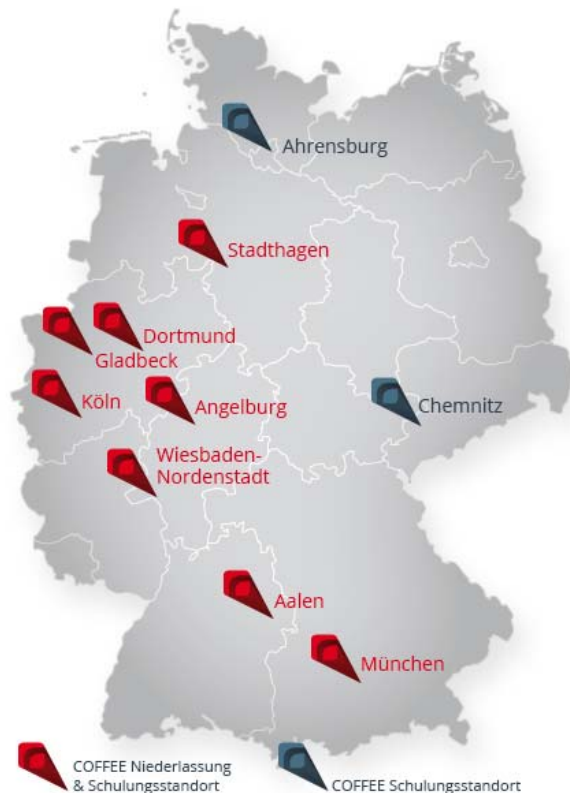 Ahrensburg
Stadthagen
Dortmund
Gladbeck
Köln
Angelburg
Chemnitz
Wiesbaden-
Nordenstadt
Aalen
München
COFFEE Niederlassung
& Schulungsstandort
COFFEE Schulungsstandort